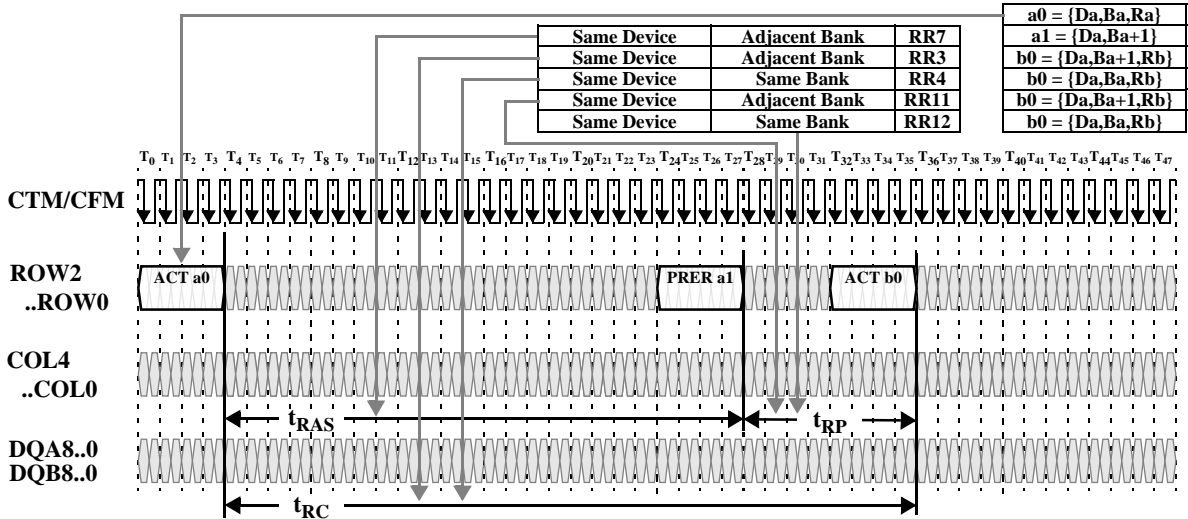 a0 = {Da,Ba,Ra}
Same Device Adjacent Bank RR7 a1 = {Da,Ba+1}
Same Device Adjacent Bank RR3 b0 = {Da,Ba+1,Rb}
Same Device Same Bank RR4 b0 = {Da,Ba,Rb}
Same Device Adjacent Bank RR11 b0 = {Da,Ba+1,Rb}
Same Device Same Bank RR12 b0 = {Da,Ba,Rb}
T0 T1 T2 T3 T4 T5 T6 T7 T8 T9 T10 T11 T12 T13 T14 T15 T16 T17 T18 T19 T20 T21 T22 T23 T24 T25 T26 T27 T28 T29 T30 T31 T32 T33 T34 T35 T36 T37 T38 T39 T40 T41 T42 T43 T44 T45 T46 T47
CTM/CFM
ROW2 ACT a0 PRER a1 ACT b0
..ROW0
COL4
..COL0
tRAS tRP
DQA8..0
DQB8..0
tRC